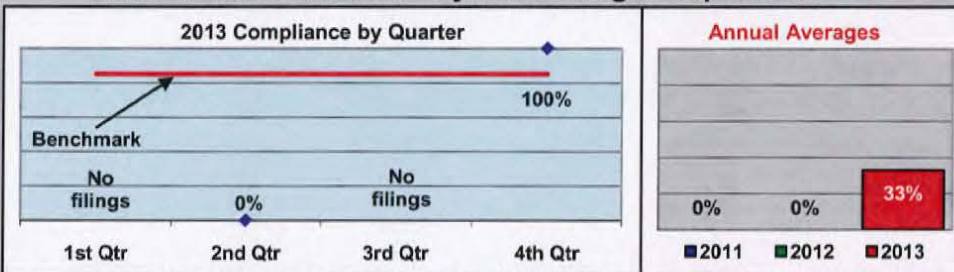 2013 Compliance by Quarter
100%
Benchmark
No
filings
0%
No
filings
1st Qtr
2nd Qtr
3rd Qtr
4th Qtr
Annual Averages
0%
0%
33%
2011
2012
2013